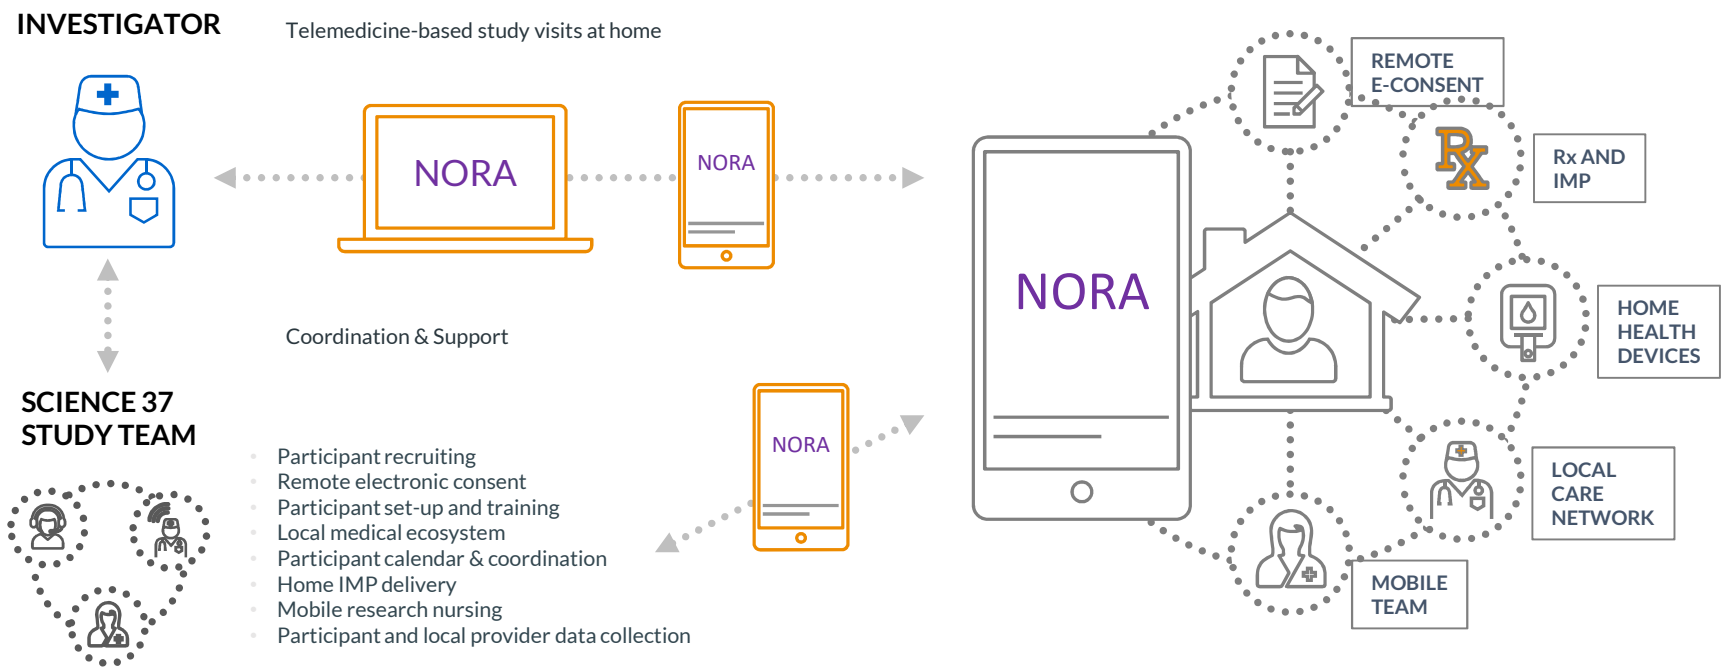 INVESTIGATOR
Telemedicine-based study visits at home
NORA
NORA
Coordination & Support
SCIENCE 37
STUDY TEAM
Participant recruiting
Remote electronic consent
Participant set-up and training
Local medical ecosystem
Participant calendar & coordination
Home IMP delivery
Mobile research nursing
Participant and local provider data collection
NORA
NORA
REMOTE
E-CONSENT
Rx
Rx AND
IMP
HOME
HEALTH
DEVICES
LOCAL
CARE
NETWORK
MOBILE
TEAM